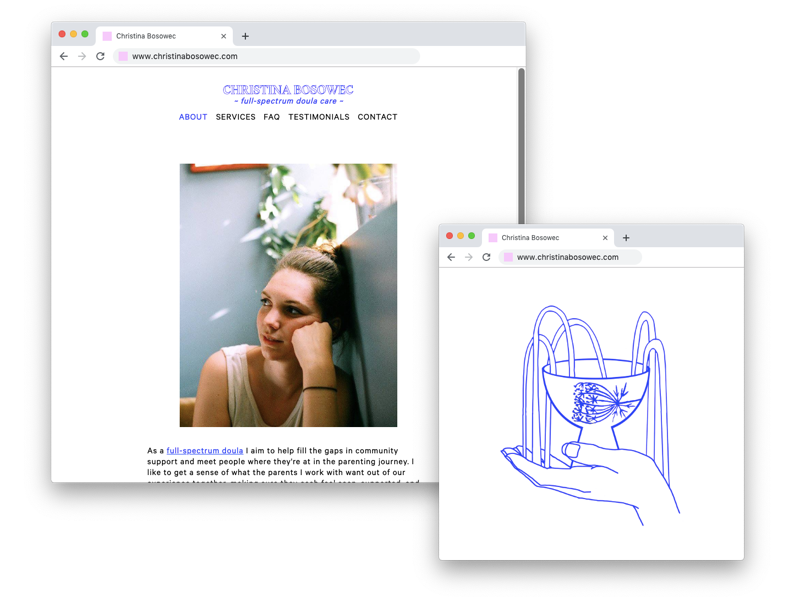 Christina Bosowec
www.christinabosowec.com
CHRISTINA BOSOWEC
~ full-spectrum doula care ~
ABOUT SERVICES FAQ TESTIMONIALS CONTACT
As a full-spectrum doula I aim to help fill the gaps in community
support and meet people where they're at in the parenting journey. I
like to get a sense of what the parents I work with want out of our
Christina Bosowec
www.christinabosowec.com